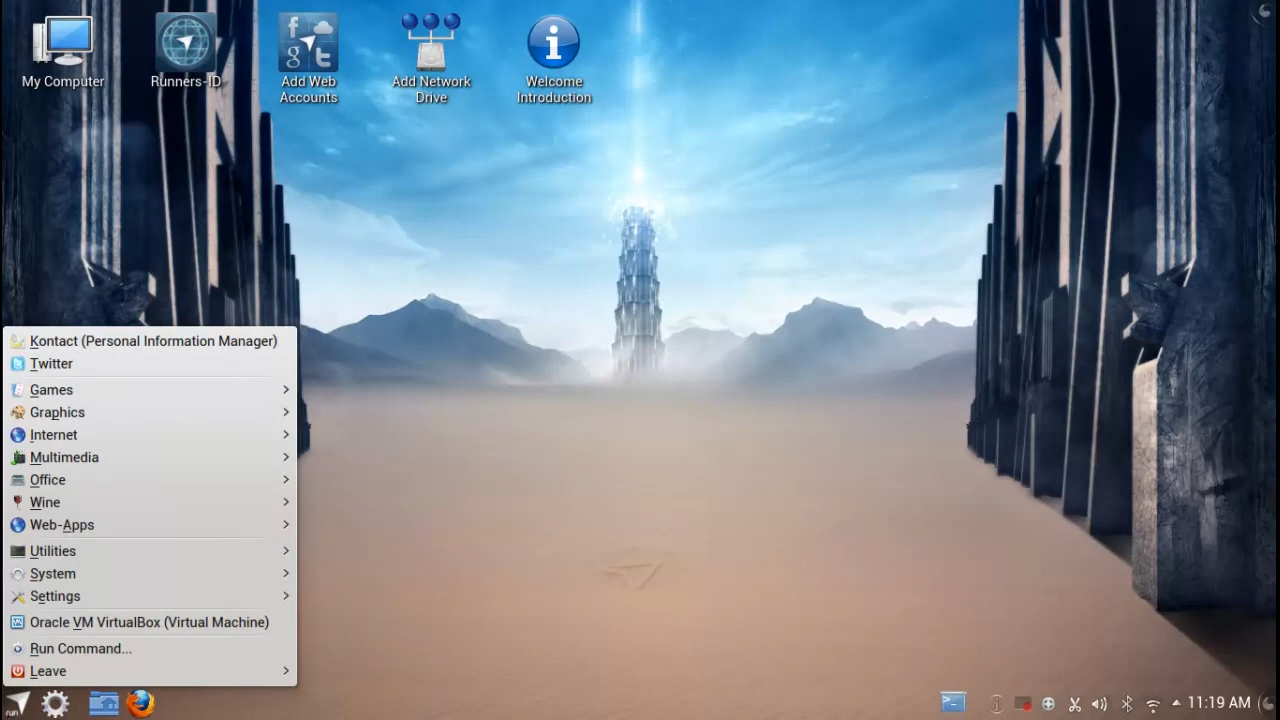 My Computer
Runners-ID
Add Web
Accounts
Add Network
Drive
Welcome
Introduction
Kontact (Personal Information Manager)
Twitter
Games
Graphics
Internet
Multimedia
Office
Wine
Web-Apps
Utilities
System
Settings
Oracle VM VirtualBox (Virtual Machine)
Run Command...
Leave
run
11:19 AM